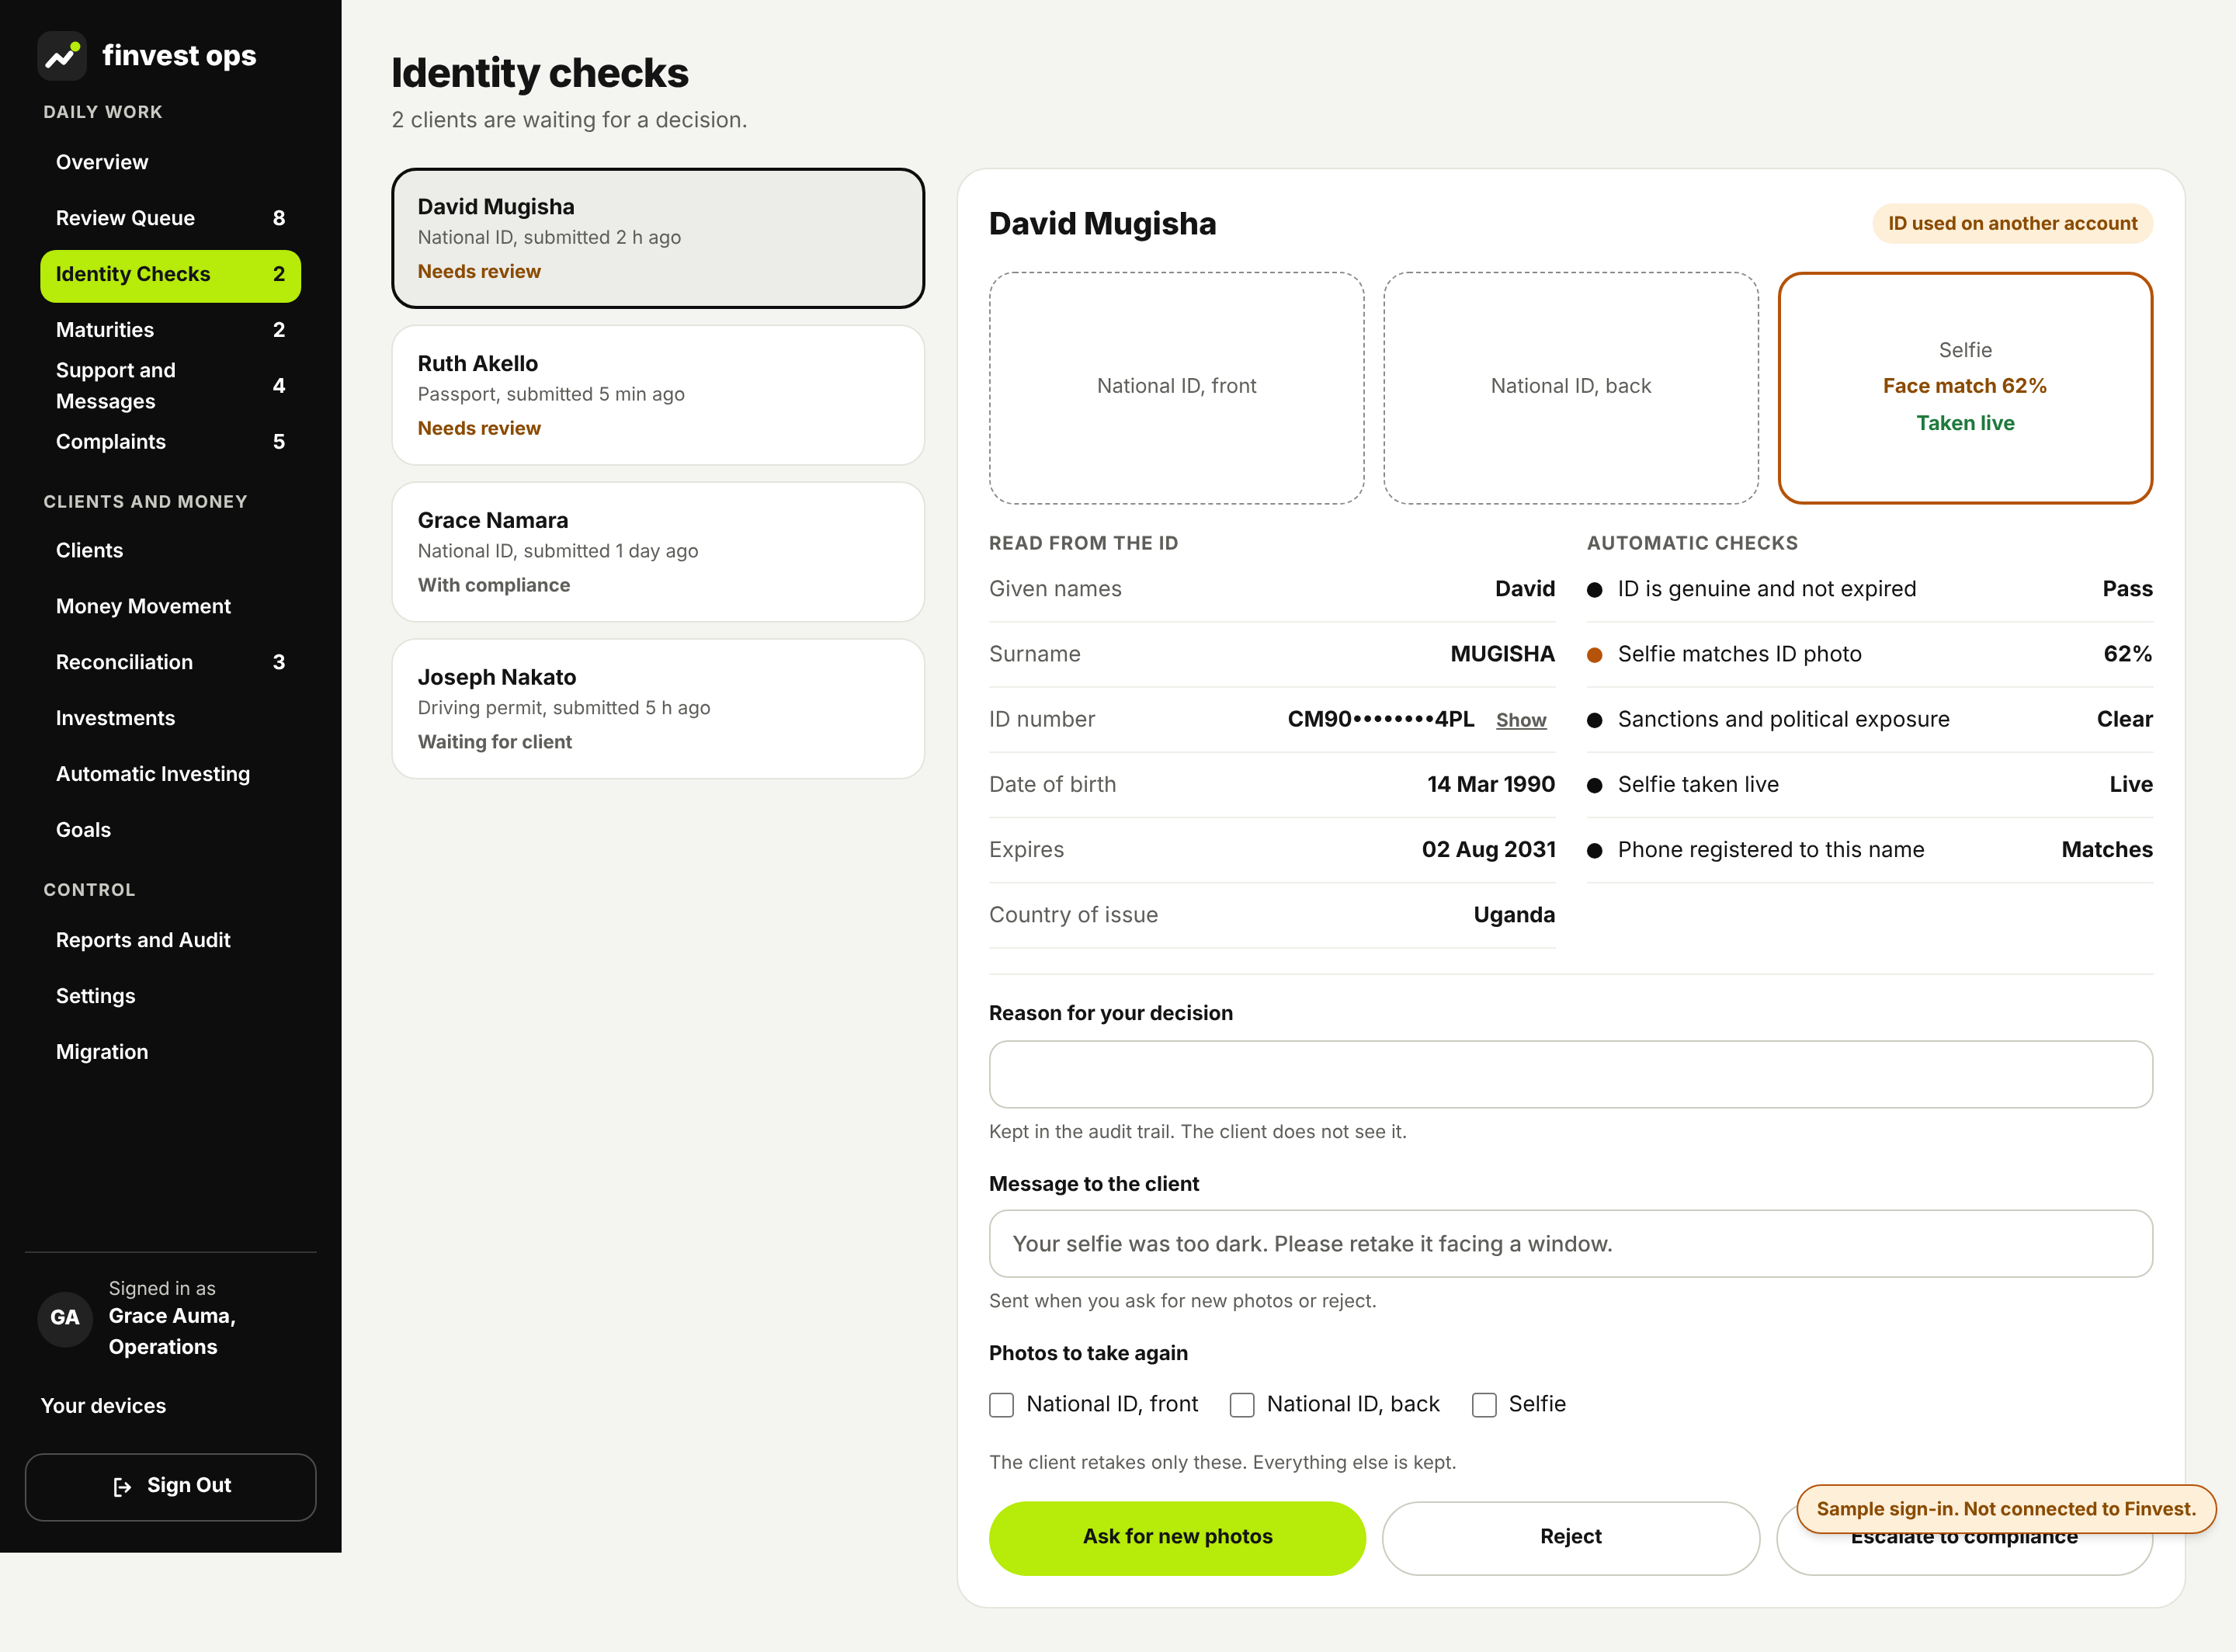 finvest ops
DAILY WORK
Overview
Review Queue 8
Identity Checks 2
Maturities 2
Support and
Messages 4
Complaints 5
CLIENTS AND MONEY
Clients
Money Movement
Reconciliation 3
Investments
Automatic Investing
Goals
CONTROL
Reports and Audit
Settings
Migration
GA
Signed in as
Grace Auma,
Operations
Your devices
Sign Out
Identity checks
2 clients are waiting for a decision.
David Mugisha
National ID, submitted 2 h ago
Needs review
Ruth Akello
Passport, submitted 5 min ago
Needs review
Grace Namara
National ID, submitted 1 day ago
With compliance
Joseph Nakato
Driving permit, submitted 5 h ago
Waiting for client
David Mugisha
ID used on another account
National ID, front
National ID, back
Selfie
Face match 62%
Taken live
READ FROM THE ID
Given names David
Surname MUGISHA
ID number CM90••••••••4PL Show
Date of birth 14 Mar 1990
Expires 02 Aug 2031
Country of issue Uganda
AUTOMATIC CHECKS
ID is genuine and not expired Pass
Selfie matches ID photo 62%
Sanctions and political exposure Clear
Selfie taken live Live
Phone registered to this name Matches
Reason for your decision
Kept in the audit trail. The client does not see it.
Message to the client
Your selfie was too dark. Please retake it facing a window.
Sent when you ask for new photos or reject.
Photos to take again
National ID, front National ID, back Selfie
The client retakes only these. Everything else is kept.
Sample sign-in. Not connected to Finvest.
Ask for new photos Reject Escalate to compliance